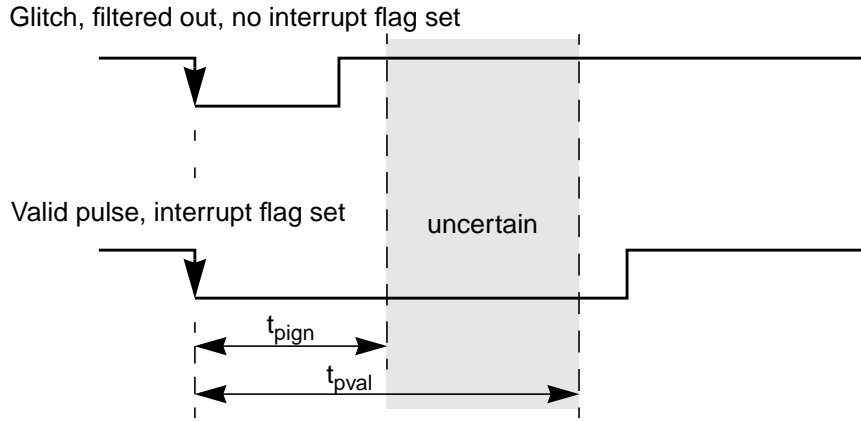 Glitch, filtered out, no interrupt flag set
Valid pulse, interrupt flag set
uncertain
tpign
tpval